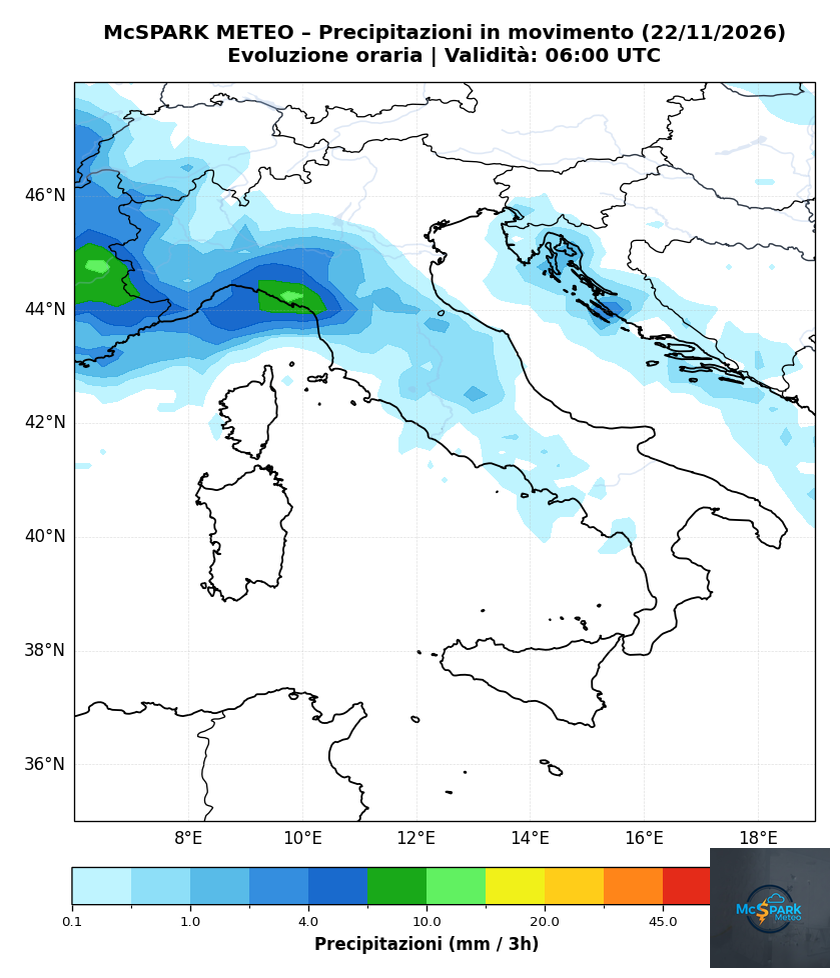 McSPARK METEO – Precipitazioni in movimento (22/11/2026)
Evoluzione oraria | Validità: 06:00 UTC
46°N
44°N
42°N
40°N
38°N
36°N
8°E 10°E 12°E 14°E 16°E 18°E
0.1 1.0 4.0 10.0 20.0 45.0
Precipitazioni (mm / 3h)
McSPARK
Meteo